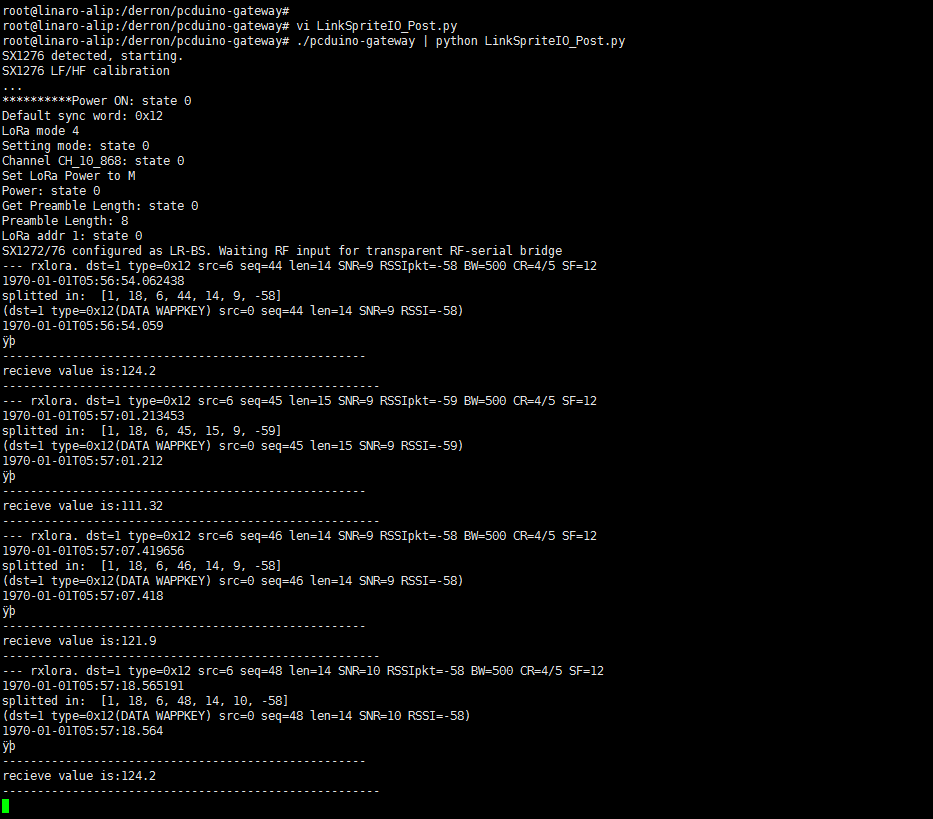 root@linaro-alip:/derron/pcduino-gateway#
root@linaro-alip:/derron/pcduino-gateway# vi LinkSpriteIO_Post.py
root@linaro-alip:/derron/pcduino-gateway# ./pcduino-gateway | python LinkSpriteIO_Post.py
SX1276 detected, starting.
SX1276 LF/HF calibration
...
**********Power ON: state 0
Default sync word: 0x12
LoRa mode 4
Setting mode: state 0
Channel CH_10_868: state 0
Set LoRa Power to M
Power: state 0
Get Preamble Length: state 0
Preamble Length: 8
LoRa addr 1: state 0
SX1272/76 configured as LR-BS. Waiting RF input for transparent RF-serial bridge
--- rxlora. dst=1 type=0x12 src=6 seq=44 len=14 SNR=9 RSSIpkt=-58 BW=500 CR=4/5 SF=12
1970-01-01T05:56:54.062438
splitted in:  [1, 18, 6, 44, 14, 9, -58]
(dst=1 type=0x12(DATA WAPPKEY) src=0 seq=44 len=14 SNR=9 RSSI=-58)
1970-01-01T05:56:54.059
ÿþ
----------------------------------------------------
recieve value is:124.2
------------------------------------------------------
--- rxlora. dst=1 type=0x12 src=6 seq=45 len=15 SNR=9 RSSIpkt=-59 BW=500 CR=4/5 SF=12
1970-01-01T05:57:01.213453
splitted in:  [1, 18, 6, 45, 15, 9, -59]
(dst=1 type=0x12(DATA WAPPKEY) src=0 seq=45 len=15 SNR=9 RSSI=-59)
1970-01-01T05:57:01.212
ÿþ
----------------------------------------------------
recieve value is:111.32
------------------------------------------------------
--- rxlora. dst=1 type=0x12 src=6 seq=46 len=14 SNR=9 RSSIpkt=-58 BW=500 CR=4/5 SF=12
1970-01-01T05:57:07.419656
splitted in:  [1, 18, 6, 46, 14, 9, -58]
(dst=1 type=0x12(DATA WAPPKEY) src=0 seq=46 len=14 SNR=9 RSSI=-58)
1970-01-01T05:57:07.418
ÿþ
----------------------------------------------------
recieve value is:121.9
------------------------------------------------------
--- rxlora. dst=1 type=0x12 src=6 seq=48 len=14 SNR=10 RSSIpkt=-58 BW=500 CR=4/5 SF=12
1970-01-01T05:57:18.565191
splitted in:  [1, 18, 6, 48, 14, 10, -58]
(dst=1 type=0x12(DATA WAPPKEY) src=0 seq=48 len=14 SNR=10 RSSI=-58)
1970-01-01T05:57:18.564
ÿþ
----------------------------------------------------
recieve value is:124.2
------------------------------------------------------